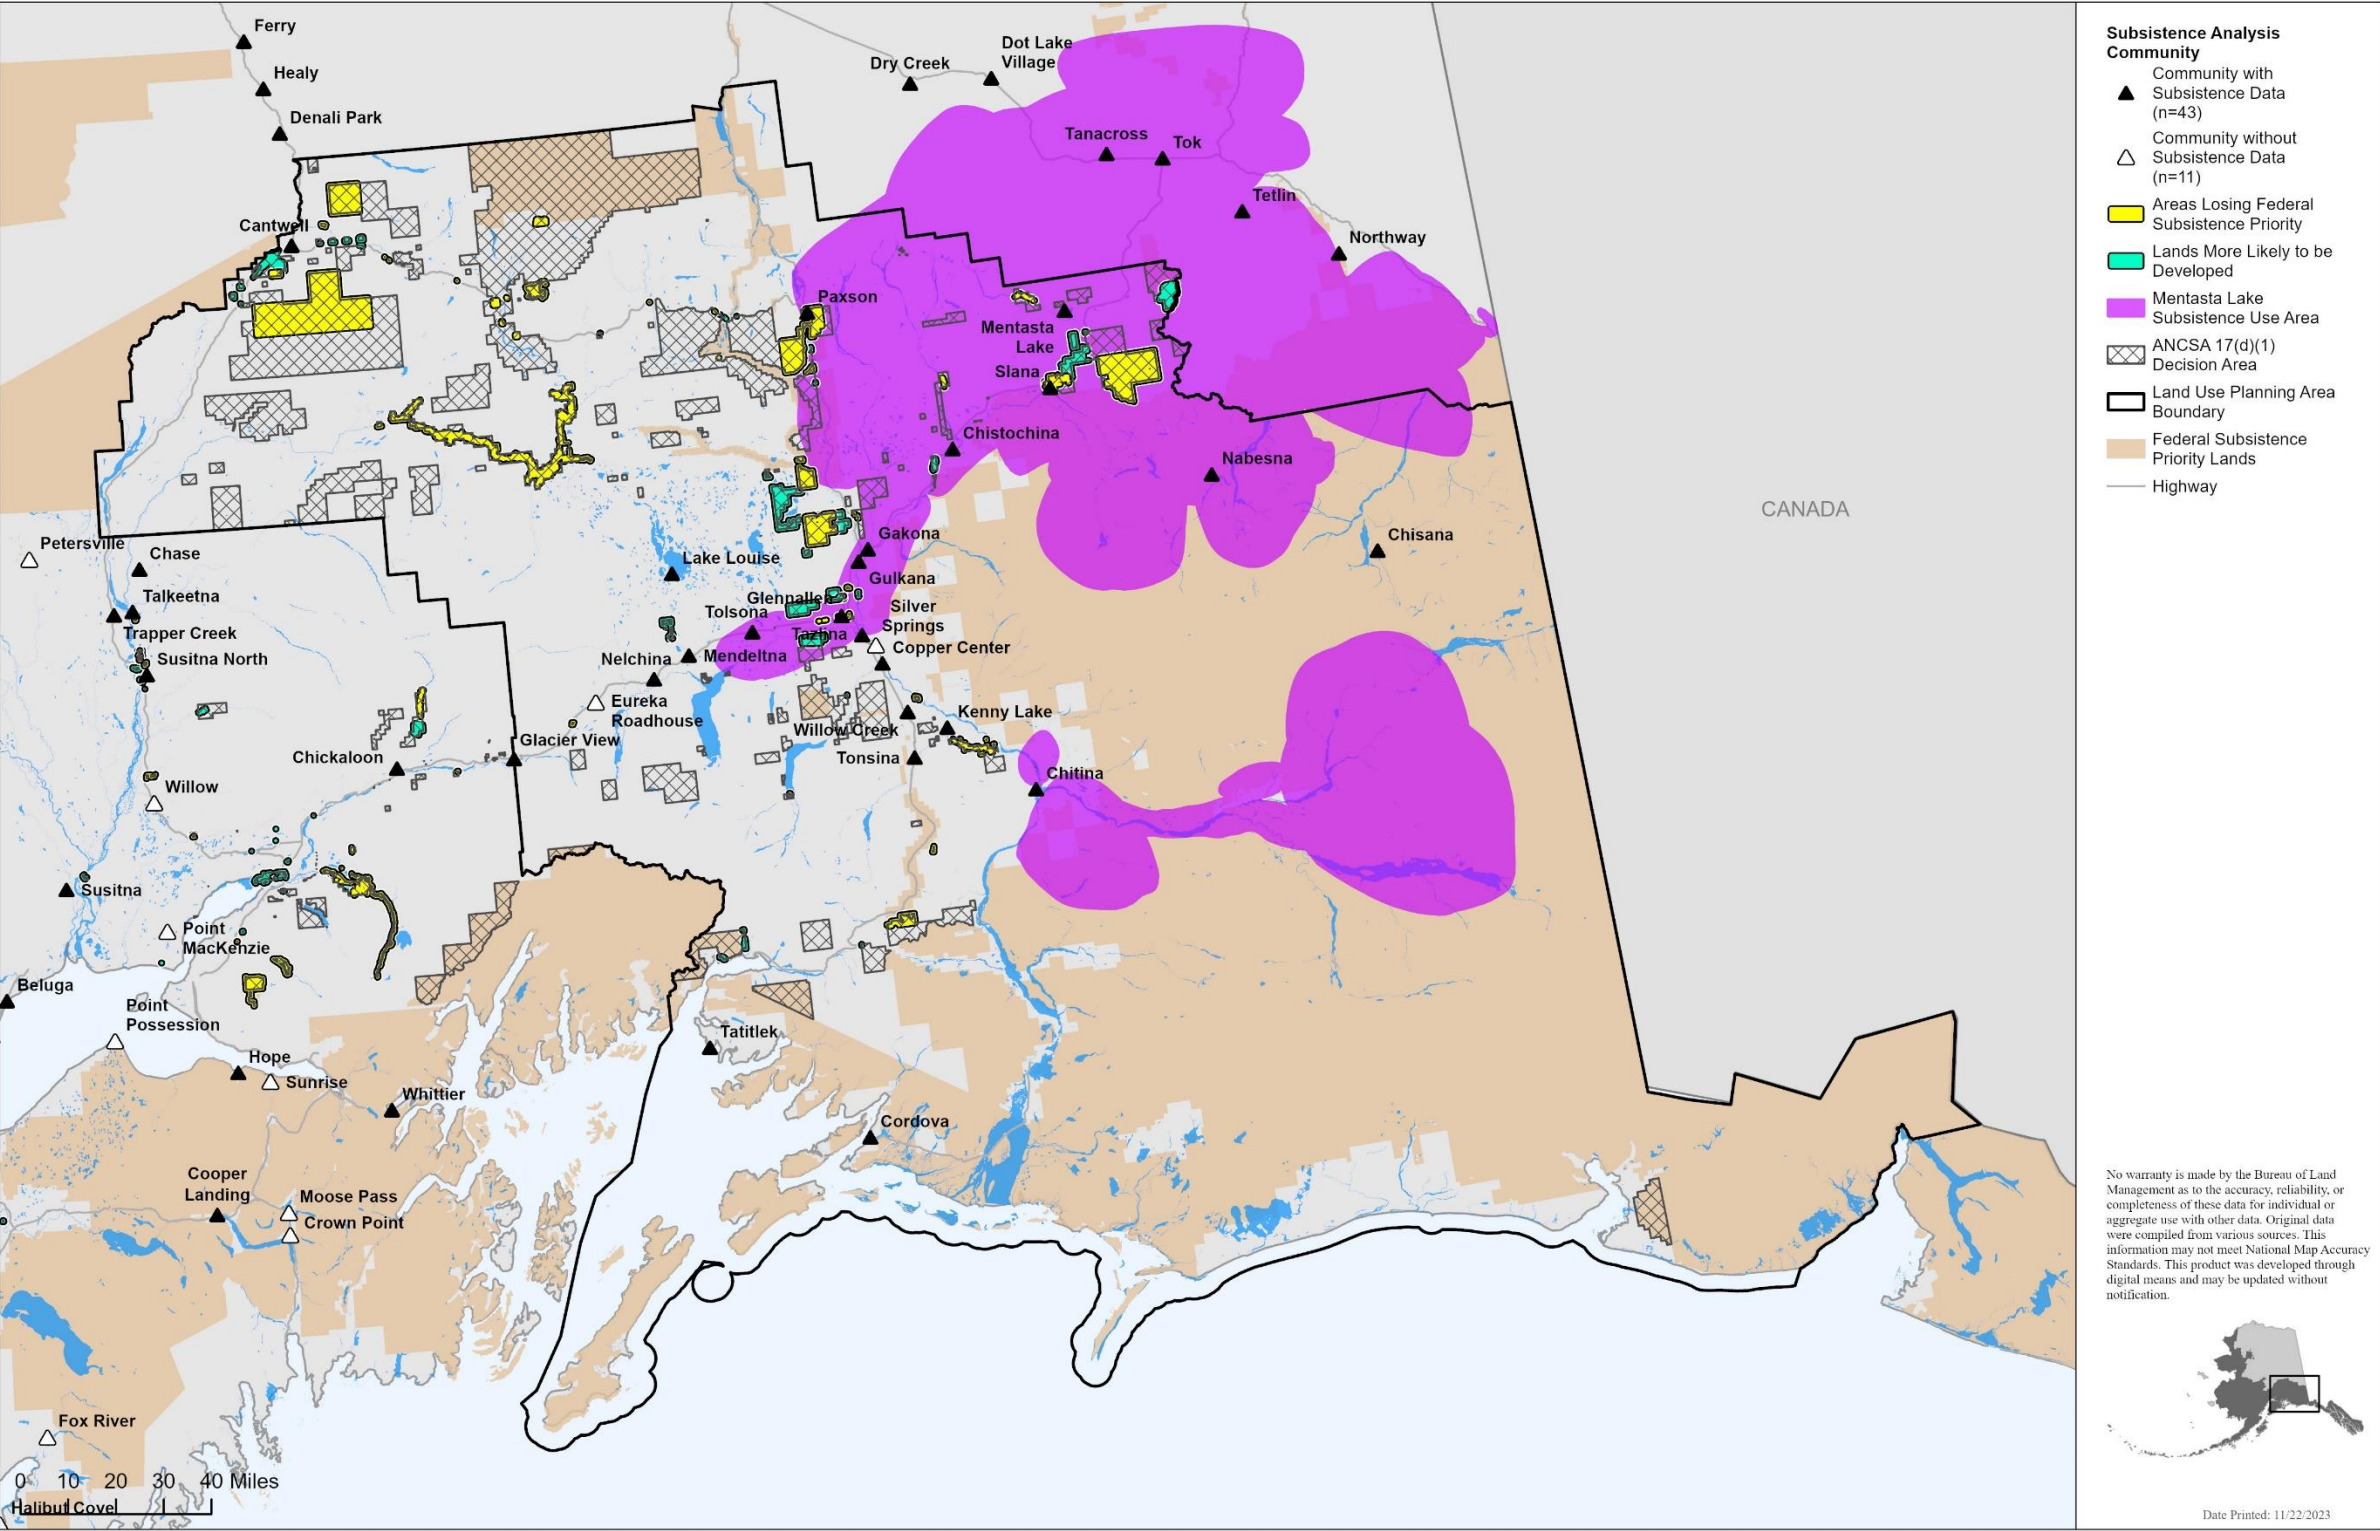 Ferry
Healy
Denali Park
Dry Creek
Dot Lake
Village
Tanacross
Tok
Tetlin
Northway
Cantwell
Paxson
Mentasta
Lake
Slana
Chistochina
Nabesna
CANADA
Chisana
Petersville
Chase
Talkeetna
Trapper Creek
Susitna North
Gakona
Lake Louise
Gulkana
Glennallen
Tolsona
Silver
Springs
Tazlina
Copper Center
Nelchina
Mendeltna
Eureka
Roadhouse
Kenny Lake
Willow Creek
Glacier View
Tonsina
Chickaloon
Chitina
Willow
Susitna
Point
MacKenzie
Beluga
Point
Possession
Tatitlek
Hope
Sunrise
Whittier
Cordova
Cooper
Landing
Moose Pass
Crown Point
Fox River
0 10 20 30 40 Miles
Halibut Cove
Subsistence Analysis
Community
Community with
Subsistence Data
(n=43)
Community without
Subsistence Data
(n=11)
Areas Losing Federal
Subsistence Priority
Lands More Likely to be
Developed
Mentasta Lake
Subsistence Use Area
ANCSA 17(d)(1)
Decision Area
Land Use Planning Area
Boundary
Federal Subsistence
Priority Lands
Highway
No warranty is made by the Bureau of Land
Management as to the accuracy, reliability, or
completeness of these data for individual or
aggregate use with other data. Original data
were compiled from various sources. This
information may not meet National Map Accuracy
Standards. This product was developed through
digital means and may be updated without
notification.
Date Printed: 11/22/2023